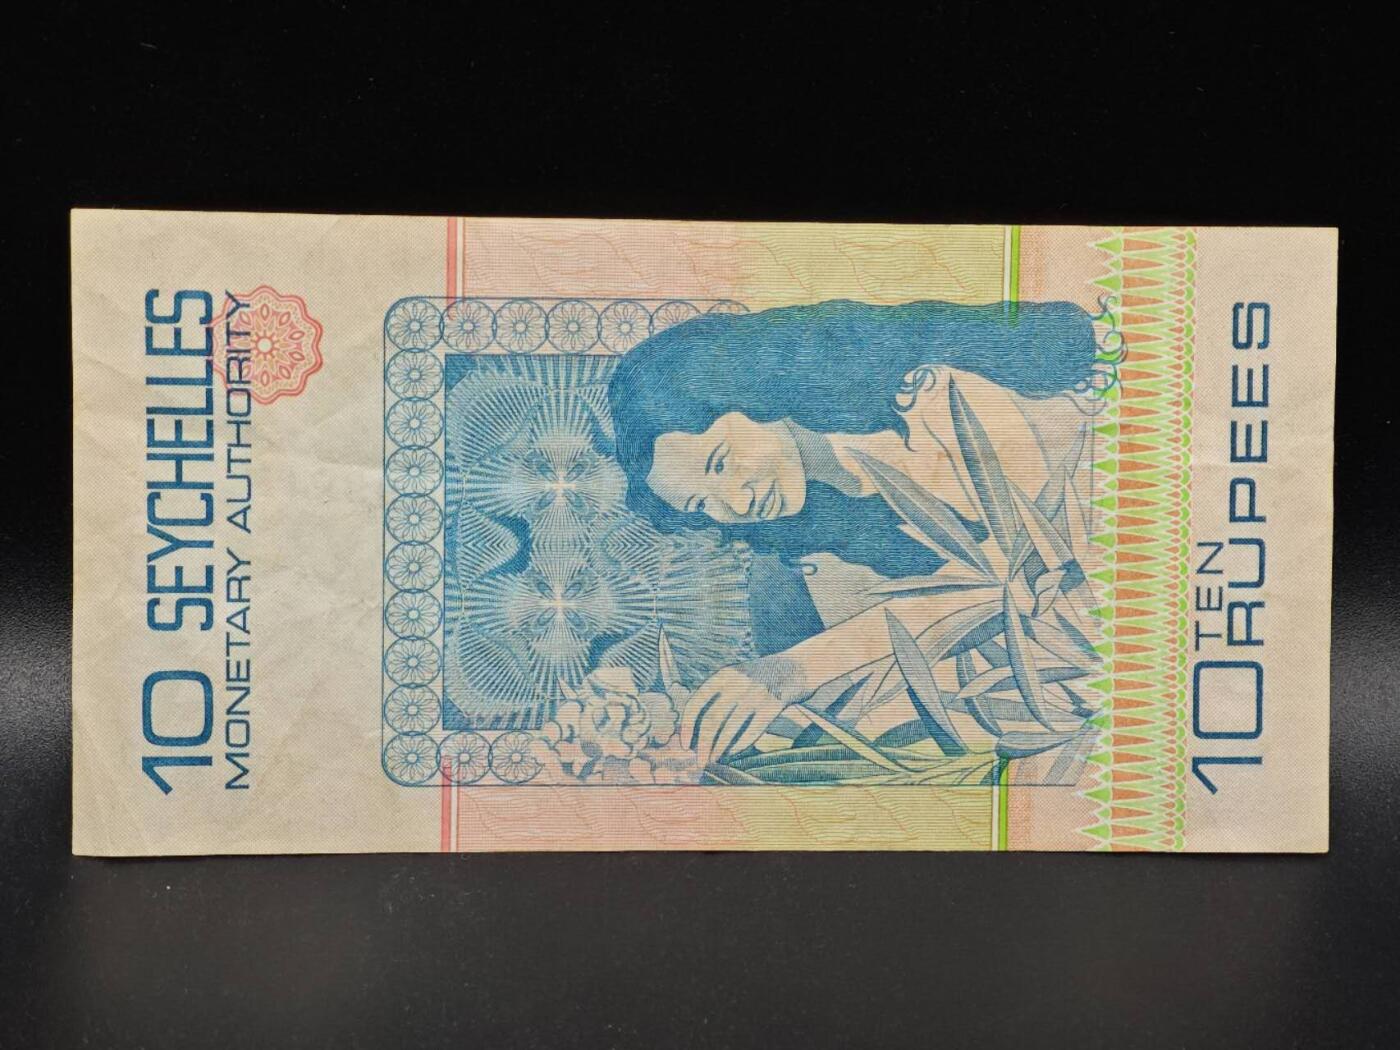 10 SEYCHELLES
MONETARY AUTHORITY
10 TEN
RUPEES